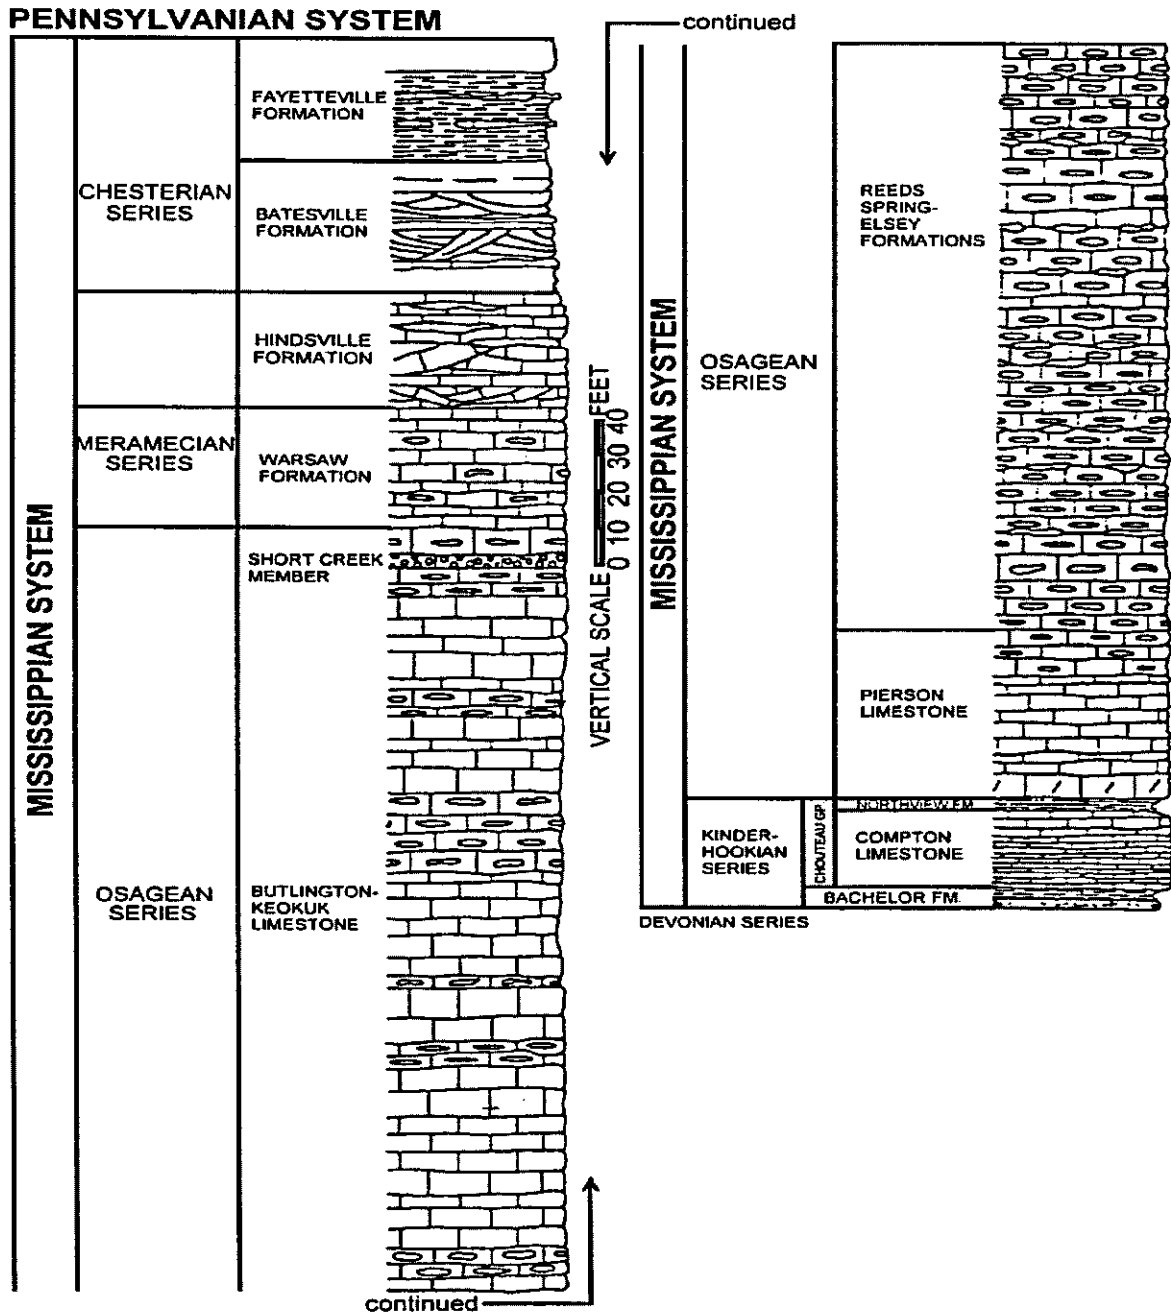 PENNSYLVANIAN SYSTEM
MISSISSIPPIAN SYSTEM
CHESTERIAN
SERIES
FAYETTEVILLE
FORMATION
BATESVILLE
FORMATION
HINDSVILLE
FORMATION
MERAMECIAN
SERIES
WARSAW
FORMATION
OSAGEAN
SERIES
SHORT CREEK
MEMBER
BUTLINGTON-
KEOKUK
LIMESTONE
continued
VERTICAL SCALE
0 10 20 30 40
FEET
continued
MISSISSIPPIAN SYSTEM
OSAGEAN
SERIES
REEDS
SPRING-
ELSEY
FORMATIONS
PIERSON
LIMESTONE
KINDER-
HOOKIAN
SERIES
CHOUTEAU GP.
NORTHVIEW FM.
COMPTON
LIMESTONE
BACHELOR FM.
DEVONIAN SERIES